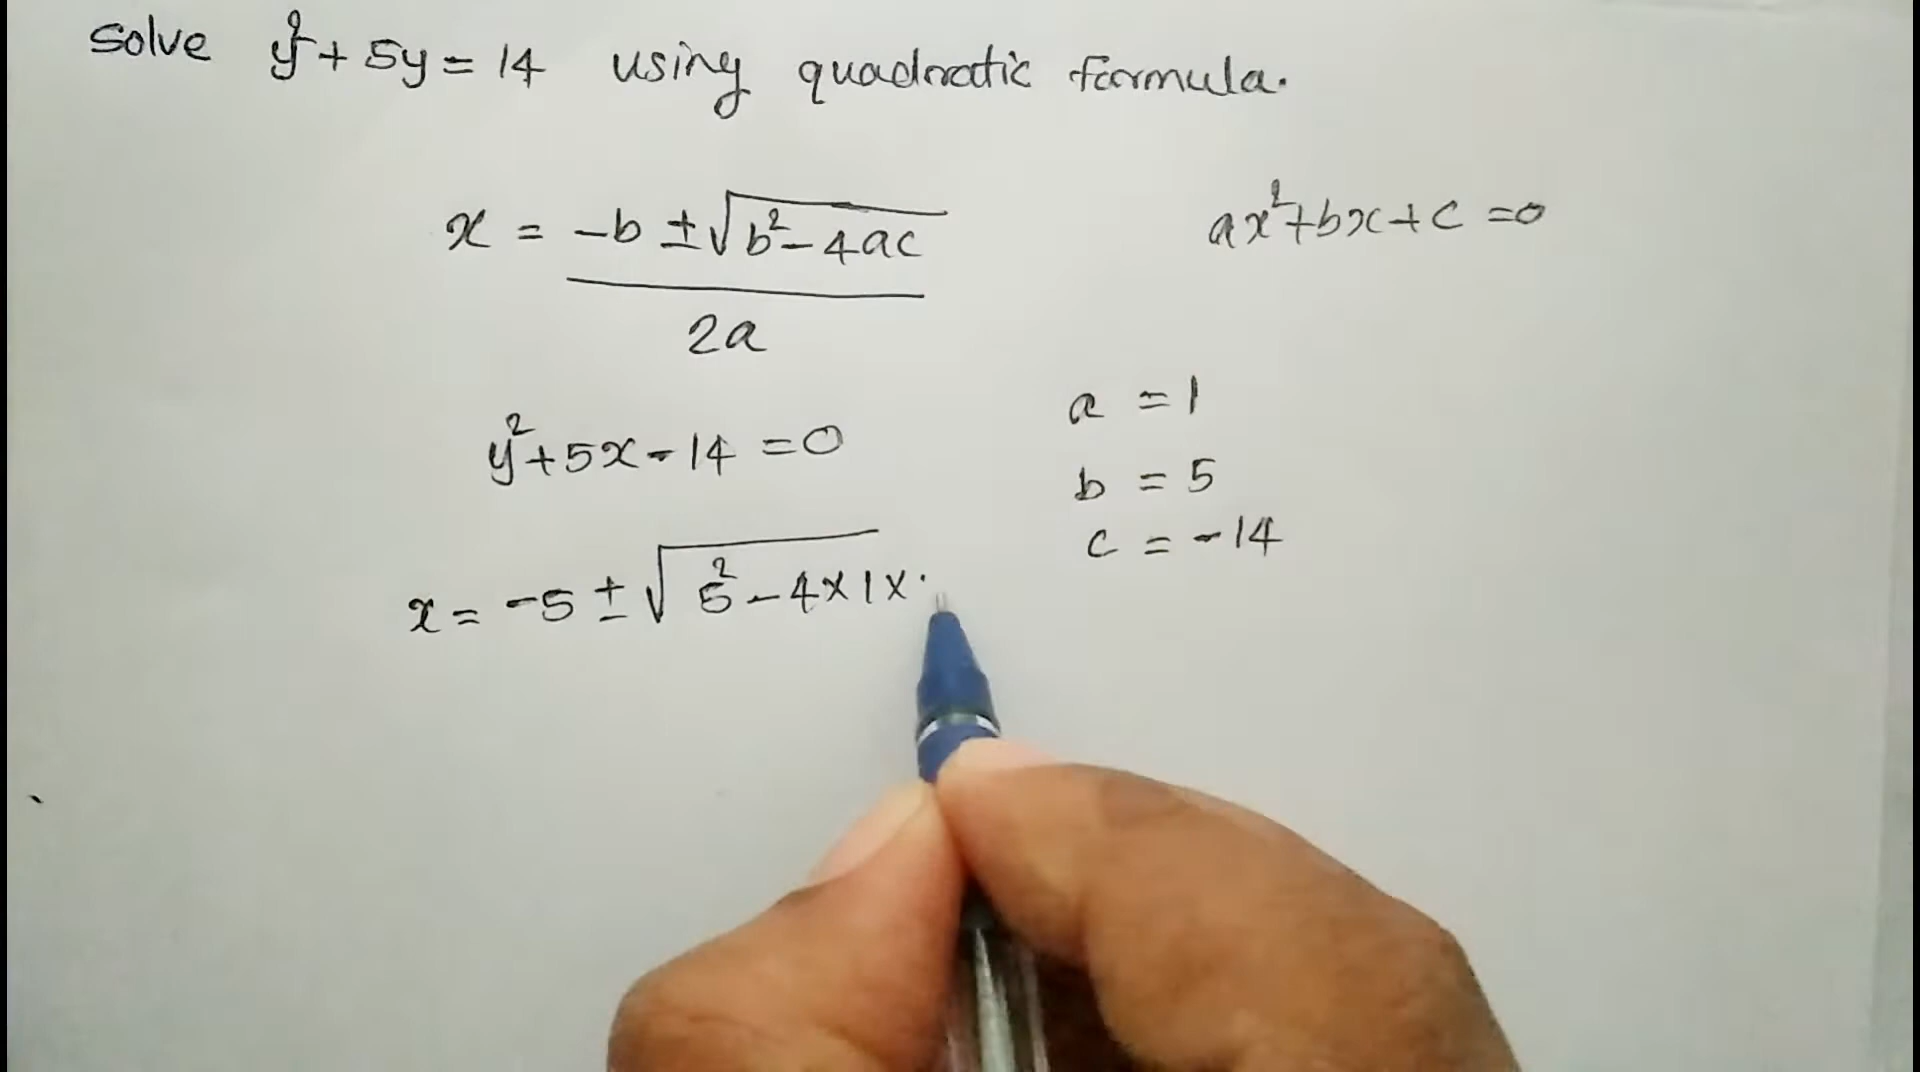 Solve y²+5y=14 using quadratic formula.
x = -b ±√b²-4ac
2a
ax²+bx+c=0
y²+5x-14=0
a =1
b =5
c =-14
x= -5 ±√5²-4×1×